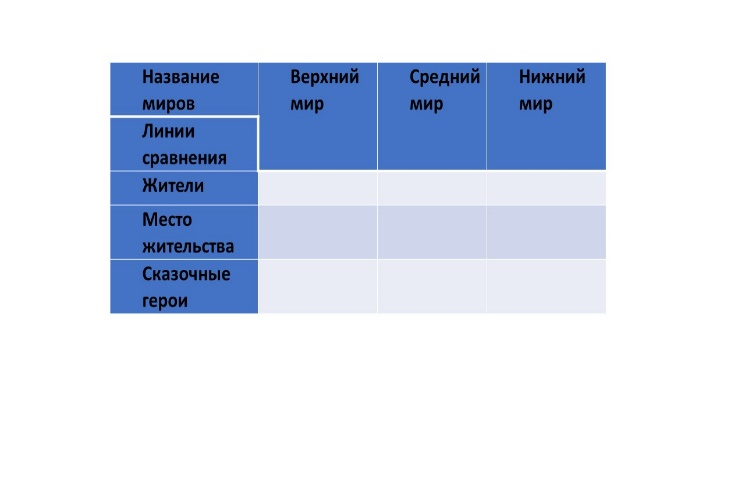 Название
миров
Верхний
мир
Средний
мир
Нижний
мир
Линии
сравнения
Жители
Место
жительства
Сказочные
герои